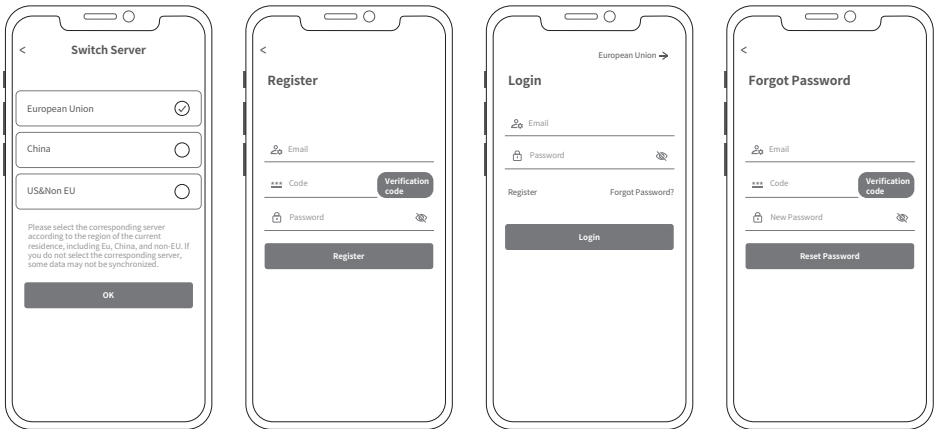 <
Switch Server
European Union
China
US&Non EU
Please select the corresponding server
according to the region of the current
residence, including Eu, China, and non-EU. If
you do not select the corresponding server,
some data may not be synchronized.
OK
<
Register
Email
*** Code
Verification
code
Password
Register
European Union →
Login
Email
Password
Register
Forgot Password?
Login
<
Forgot Password
Email
*** Code
Verification
code
New Password
Reset Password